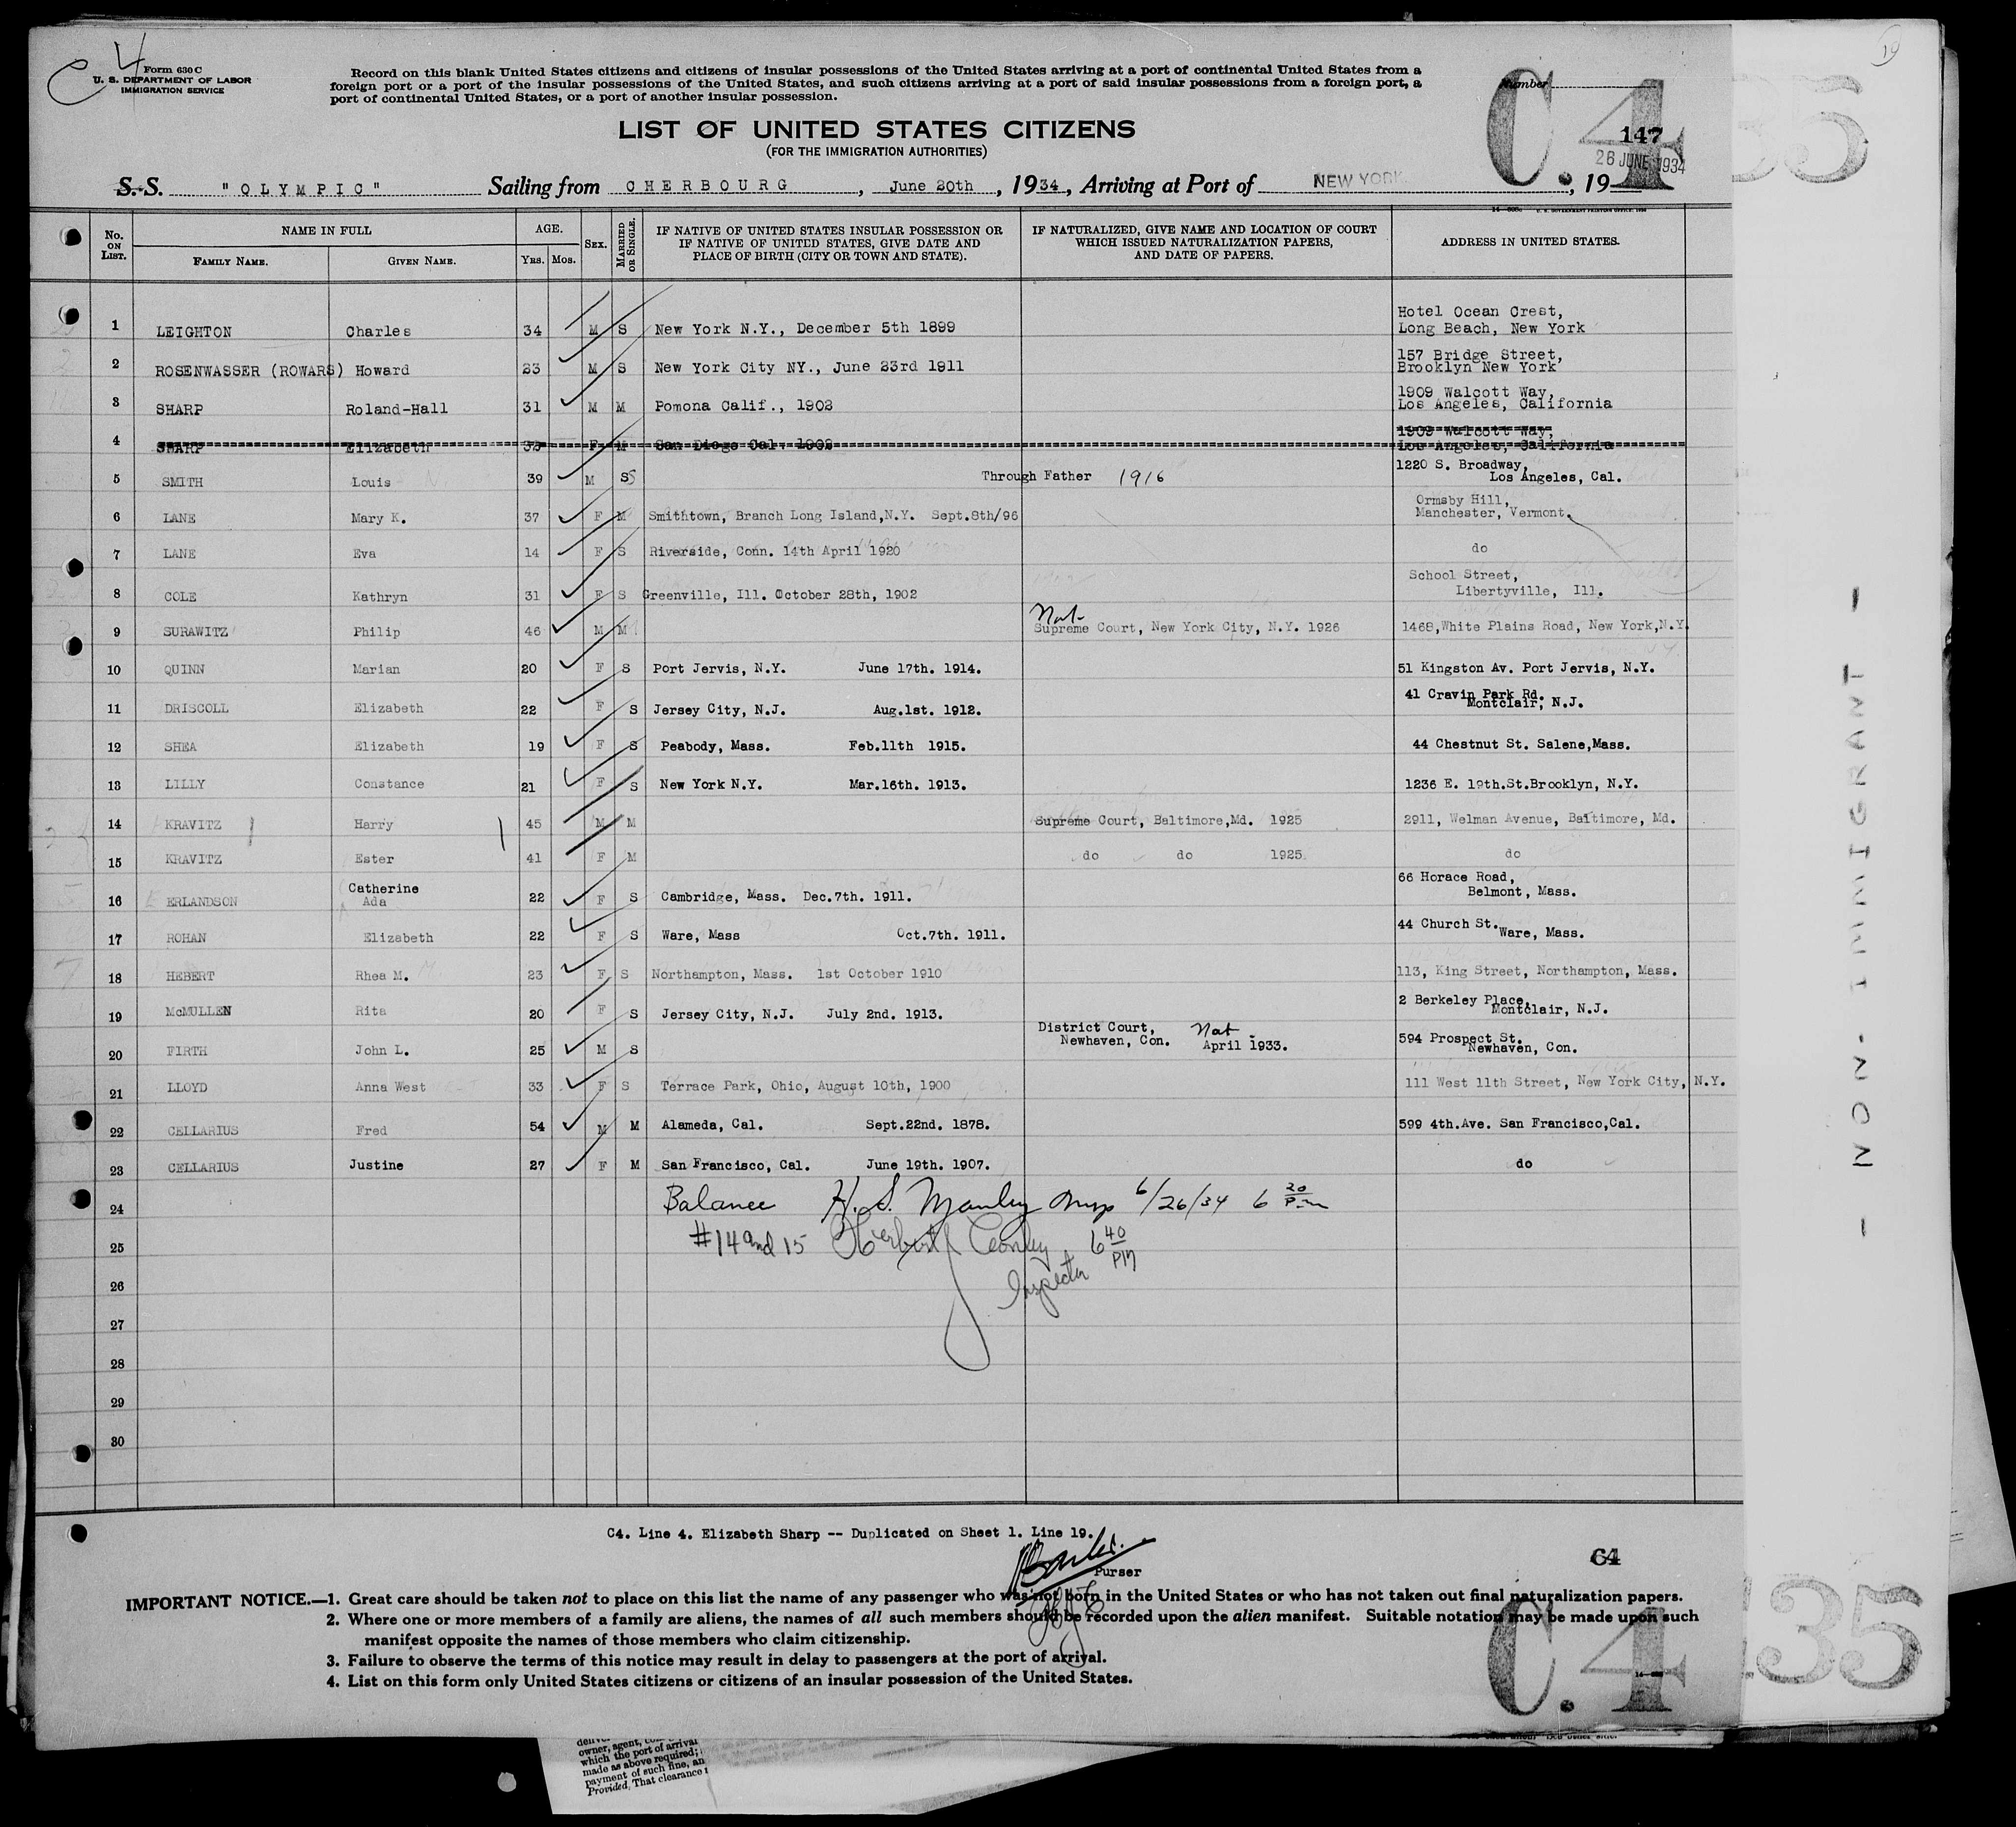 Form 630 C
U. S. DEPARTMENT OF LABOR
IMMIGRATION SERVICE
Record on this blank United States citizens and citizens of insular possessions of the United States arriving at a port of continental United States from a
foreign port or a port of the insular possessions of the United States, and such citizens arriving at a port of said insular possessions from a foreign port, a
port of continental United States, or a port of another insular possession.
Number
C. 4
147
26 JUNE 1934
LIST OF UNITED STATES CITIZENS
(FOR THE IMMIGRATION AUTHORITIES)
S.S. "OLYMPIC" Sailing from CHERBOURG, June 20th, 1934, Arriving at Port of NEW YORK, 19
No. ON LIST. NAME IN FULL FAMILY NAME. GIVEN NAME. AGE. YRS. MOS. SEX. MARRIED OR SINGLE. IF NATIVE OF UNITED STATES INSULAR POSSESSION OR IF NATIVE OF UNITED STATES, GIVE DATE AND PLACE OF BIRTH (CITY OR TOWN AND STATE). IF NATURALIZED, GIVE NAME AND LOCATION OF COURT WHICH ISSUED NATURALIZATION PAPERS, AND DATE OF PAPERS. ADDRESS IN UNITED STATES.
1 LEIGHTON Charles 34 M S New York N.Y., December 5th 1899 Hotel Ocean Crest, Long Beach, New York
2 ROSENWASSER (ROWARS) Howard 23 M S New York City NY., June 23rd 1911 157 Bridge Street, Brooklyn New York
3 SHARP Roland-Hall 31 M M Pomona Calif., 1902 1909 Walcott Way, Los Angeles, California
4 SHARP Elizabeth F M San Diego Cal. 1902 1909 Walcott Way, Los Angeles, California
5 SMITH Louis 39 M S Through Father 1916 1220 S. Broadway, Los Angeles, Cal.
6 LANE Mary K. 37 F M Smithtown, Branch Long Island,N.Y. Sept.8th/96 Ormsby Hill, Manchester, Vermont.
7 LANE Eva 14 F S Riverside, Conn. 14th April 1920 do
8 COLE Kathryn 31 F S Greenville, Ill. October 28th, 1902 School Street, Libertyville, Ill.
9 SURAWITZ Philip 46 M M Nat- Supreme Court, New York City, N.Y. 1926 1468,White Plains Road, New York,N.Y.
10 QUINN Marian 20 F S Port Jervis, N.Y. June 17th. 1914. 51 Kingston Av. Port Jervis, N.Y.
11 DRISCOLL Elizabeth 22 F S Jersey City, N.J. Aug.1st. 1912. 41 Cravin Park Rd. Montclair, N.J.
12 SHEA Elizabeth 19 F S Peabody, Mass. Feb.11th 1915. 44 Chestnut St. Salene,Mass.
13 LILLY Constance 21 F S New York N.Y. Mar.16th. 1913. 1236 E. 19th.St.Brooklyn, N.Y.
14 KRAVITZ Harry 45 M M Supreme Court, Baltimore,Md. 1925 2911, Welman Avenue, Baltimore, Md.
15 KRAVITZ Ester 41 F M do do 1925. do
16 ERLANDSON Catherine Ada 22 F S Cambridge, Mass. Dec.7th. 1911. 66 Horace Road, Belmont, Mass.
17 ROHAN Elizabeth 22 F S Ware, Mass Oct.7th. 1911. 44 Church St. Ware, Mass.
18 HEBERT Rhea M. 23 F S Northampton, Mass. 1st October 1910 113, King Street, Northampton, Mass.
19 McMULLEN Rita 20 F S Jersey City, N.J. July 2nd. 1913. 2 Berkeley Place, Montclair, N.J.
20 FIRTH John L. 25 M S District Court, Newhaven, Con. Nat. April 1933. 594 Prospect St. Newhaven, Con.
21 LLOYD Anna West 33 F S Terrace Park, Ohio, August 10th, 1900 111 West 11th Street, New York City, N.Y.
22 CELLARIUS Fred 54 M M Alameda, Cal. Sept.22nd. 1878. 599 4th.Ave. San Francisco,Cal.
23 CELLARIUS Justine 27 F M San Francisco, Cal. June 19th. 1907. do
24 Balance H. S. Manley Insp 6/26/34 6 20 P.m
25 #14 and 15 6 40 PM
26 Inspector
27
28
29
30
C4. Line 4. Elizabeth Sharp -- Duplicated on Sheet 1. Line 19.
Purser
C4
IMPORTANT NOTICE.—1. Great care should be taken not to place on this list the name of any passenger who was not born in the United States or who has not taken out final naturalization papers.
2. Where one or more members of a family are aliens, the names of all such members should be recorded upon the alien manifest. Suitable notation may be made upon such
manifest opposite the names of those members who claim citizenship.
3. Failure to observe the terms of this notice may result in delay to passengers at the port of arrival.
4. List on this form only United States citizens or citizens of an insular possession of the United States.
C. 4
35
- NON-IMMIGRANT -
owner, agent,
which the port of arrival
made as above required;
payment of such fine, an
Provided, That clearance